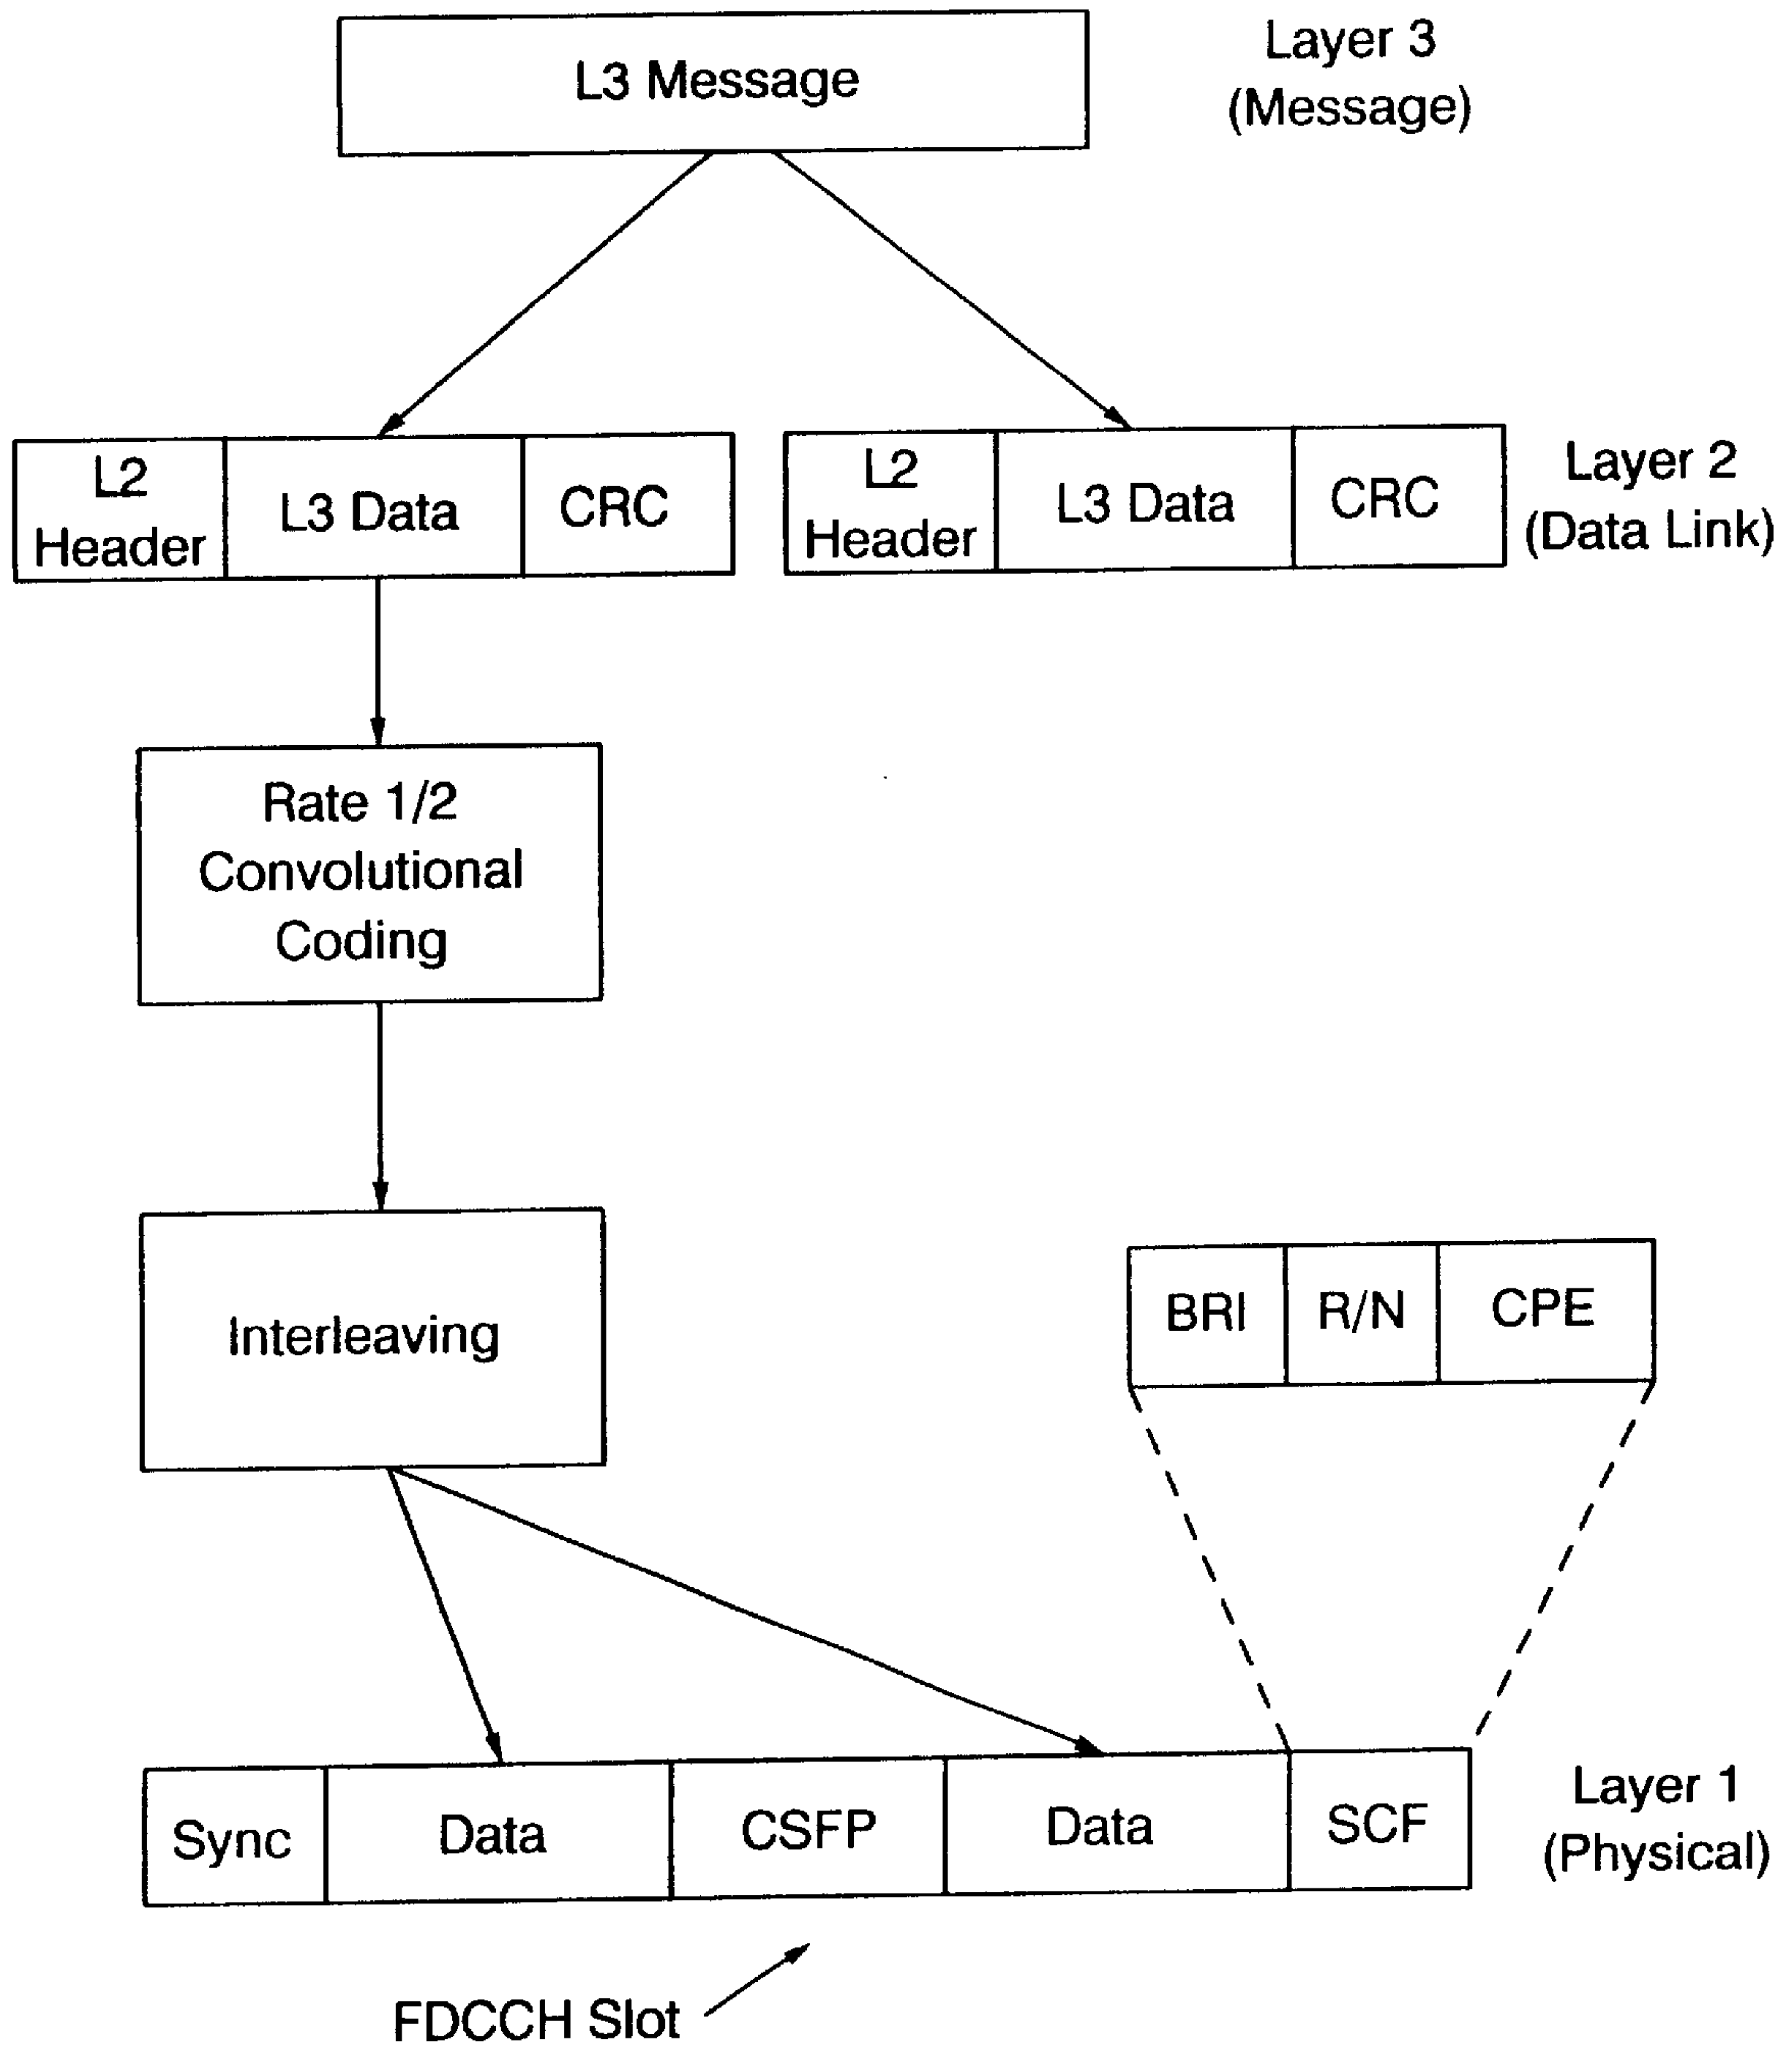 L3 Message
Layer 3
(Message)
L2
Header
L3 Data
CRC
L2
Header
L3 Data
CRC
Layer 2
(Data Link)
Rate 1/2
Convolutional
Coding
Interleaving
BRI
R/N
CPE
Sync
Data
CSFP
Data
SCF
Layer 1
(Physical)
FDCCH Slot